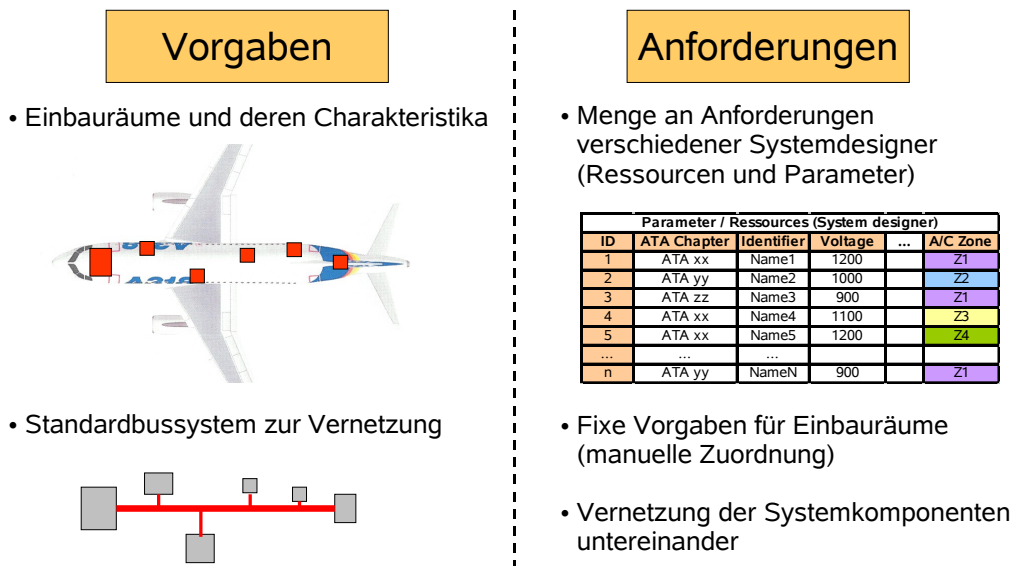 Vorgaben
• Einbauräume und deren Charakteristika
• Standardbussystem zur Vernetzung
Anforderungen
• Menge an Anforderungen
verschiedener Systemdesigner
(Ressourcen und Parameter)
Parameter / Ressources (System designer)
ID ATA Chapter Identifier Voltage ... A/C Zone
1 ATA xx Name1 1200 Z1
2 ATA yy Name2 1000 Z2
3 ATA zz Name3 900 Z1
4 ATA xx Name4 1100 Z3
5 ATA xx Name5 1200 Z4
... ... ...
n ATA yy NameN 900 Z1
• Fixe Vorgaben für Einbauräume
(manuelle Zuordnung)
• Vernetzung der Systemkomponenten
untereinander